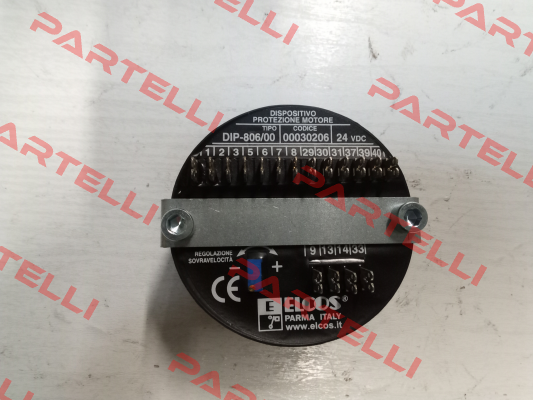 PARTELLI
PARTELLI
PARTELLI
DISPOSITIVO
PROTEZIONE MOTORE
TIPO CODICE
DIP-806/00 00030206 24 VDC
1 2 3 5 6 7 8 29 30 31 37 39 40
9 13 14 33
REGOLAZIONE
SOVRAVELOCITÀ
- +
CE
E ELCOS®
PARMA ITALY
www.elcos.it
PARTELLI
PARTELLI